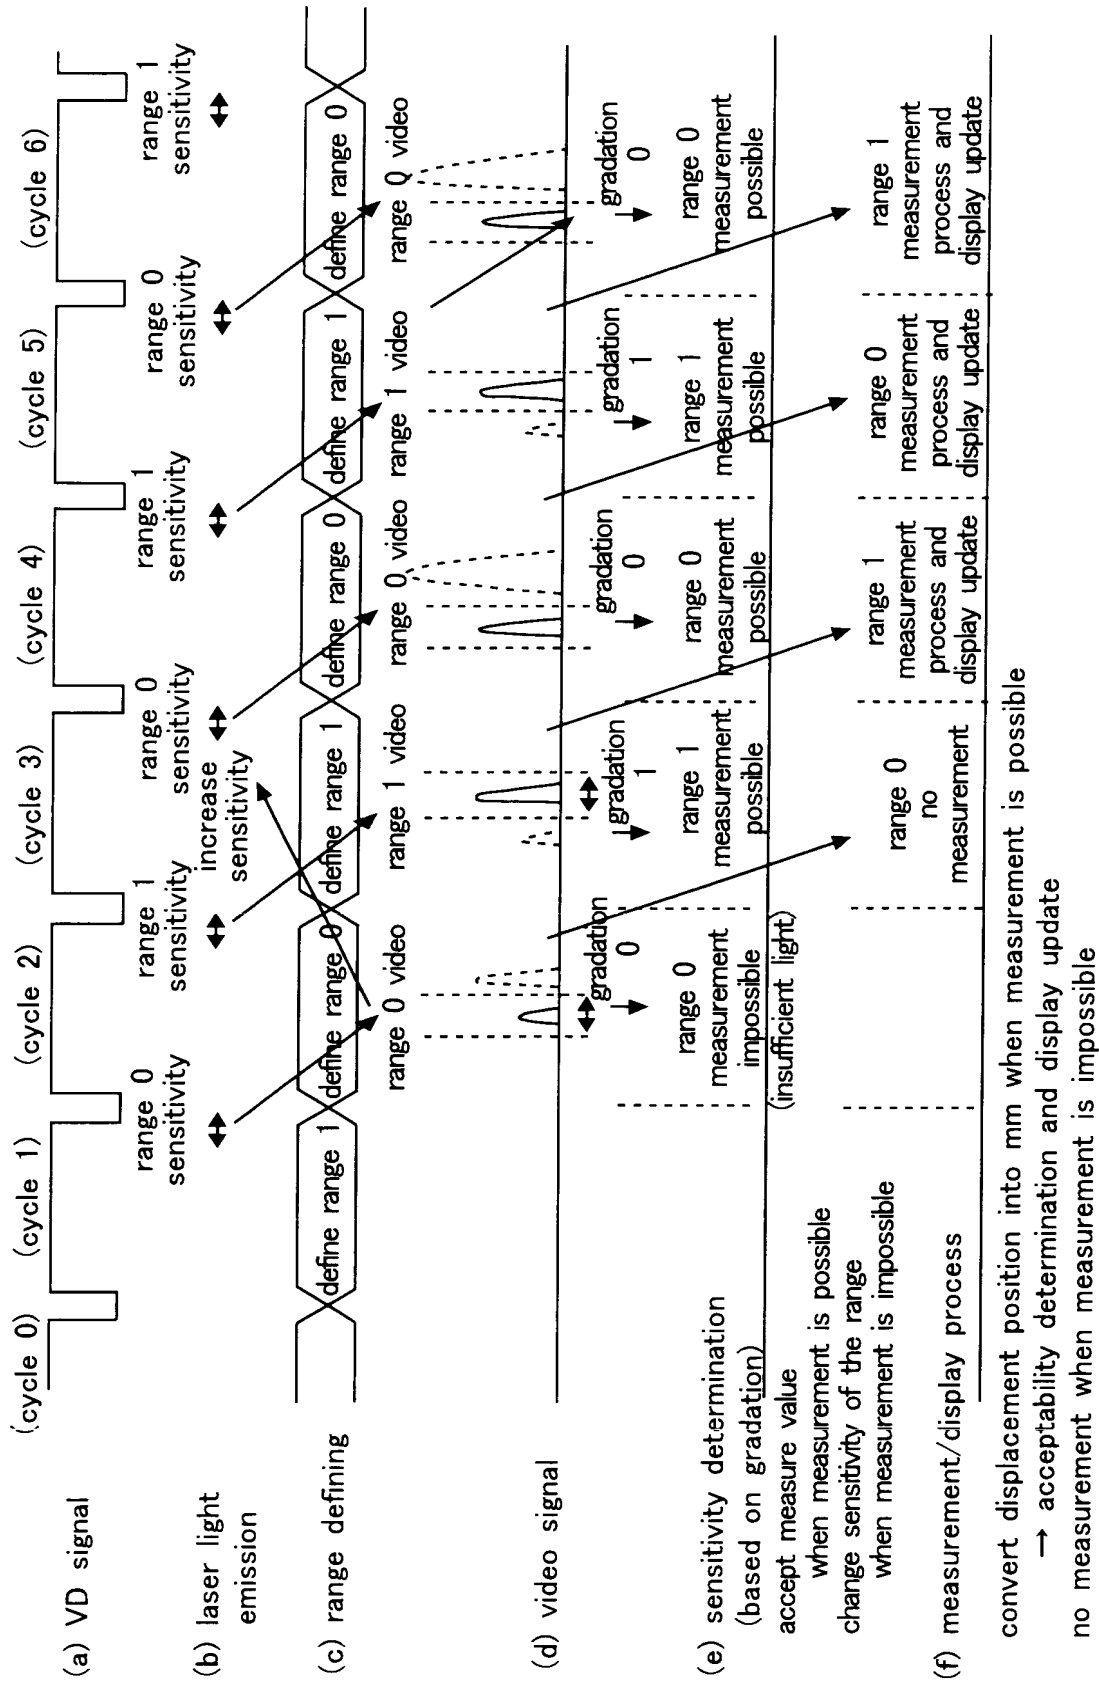 (a) VD signal
(cycle 0)
(cycle 1)
(cycle 2)
(cycle 3)
(cycle 4)
(cycle 5)
(cycle 6)
(b) laser light
emission
range 0
sensitivity
range 1
sensitivity
increase
sensitivity
range 0
sensitivity
range 1
sensitivity
range 0
sensitivity
range 1
sensitivity
(c) range defining
define range 1
define range 0
define range 1
define range 0
define range 1
define range 0
(d) video signal
range 0 video
range 1 video
range 0 video
range 1 video
range 0 video
gradation
0
gradation
1
gradation
0
gradation
1
gradation
0
(e) sensitivity determination
(based on gradation)
accept measure value
when measurement is possible
change sensitivity of the range
when measurement is impossible
range 0
measurement
impossible
(insufficient light)
range 1
measurement
possible
range 0
measurement
possible
range 1
measurement
possible
range 0
measurement
possible
(f) measurement/display process
range 0
no
measurement
range 1
measurement
process and
display update
range 0
measurement
process and
display update
range 1
measurement
process and
display update
convert displacement position into mm when measurement is possible
→ acceptability determination and display update
no measurement when measurement is impossible